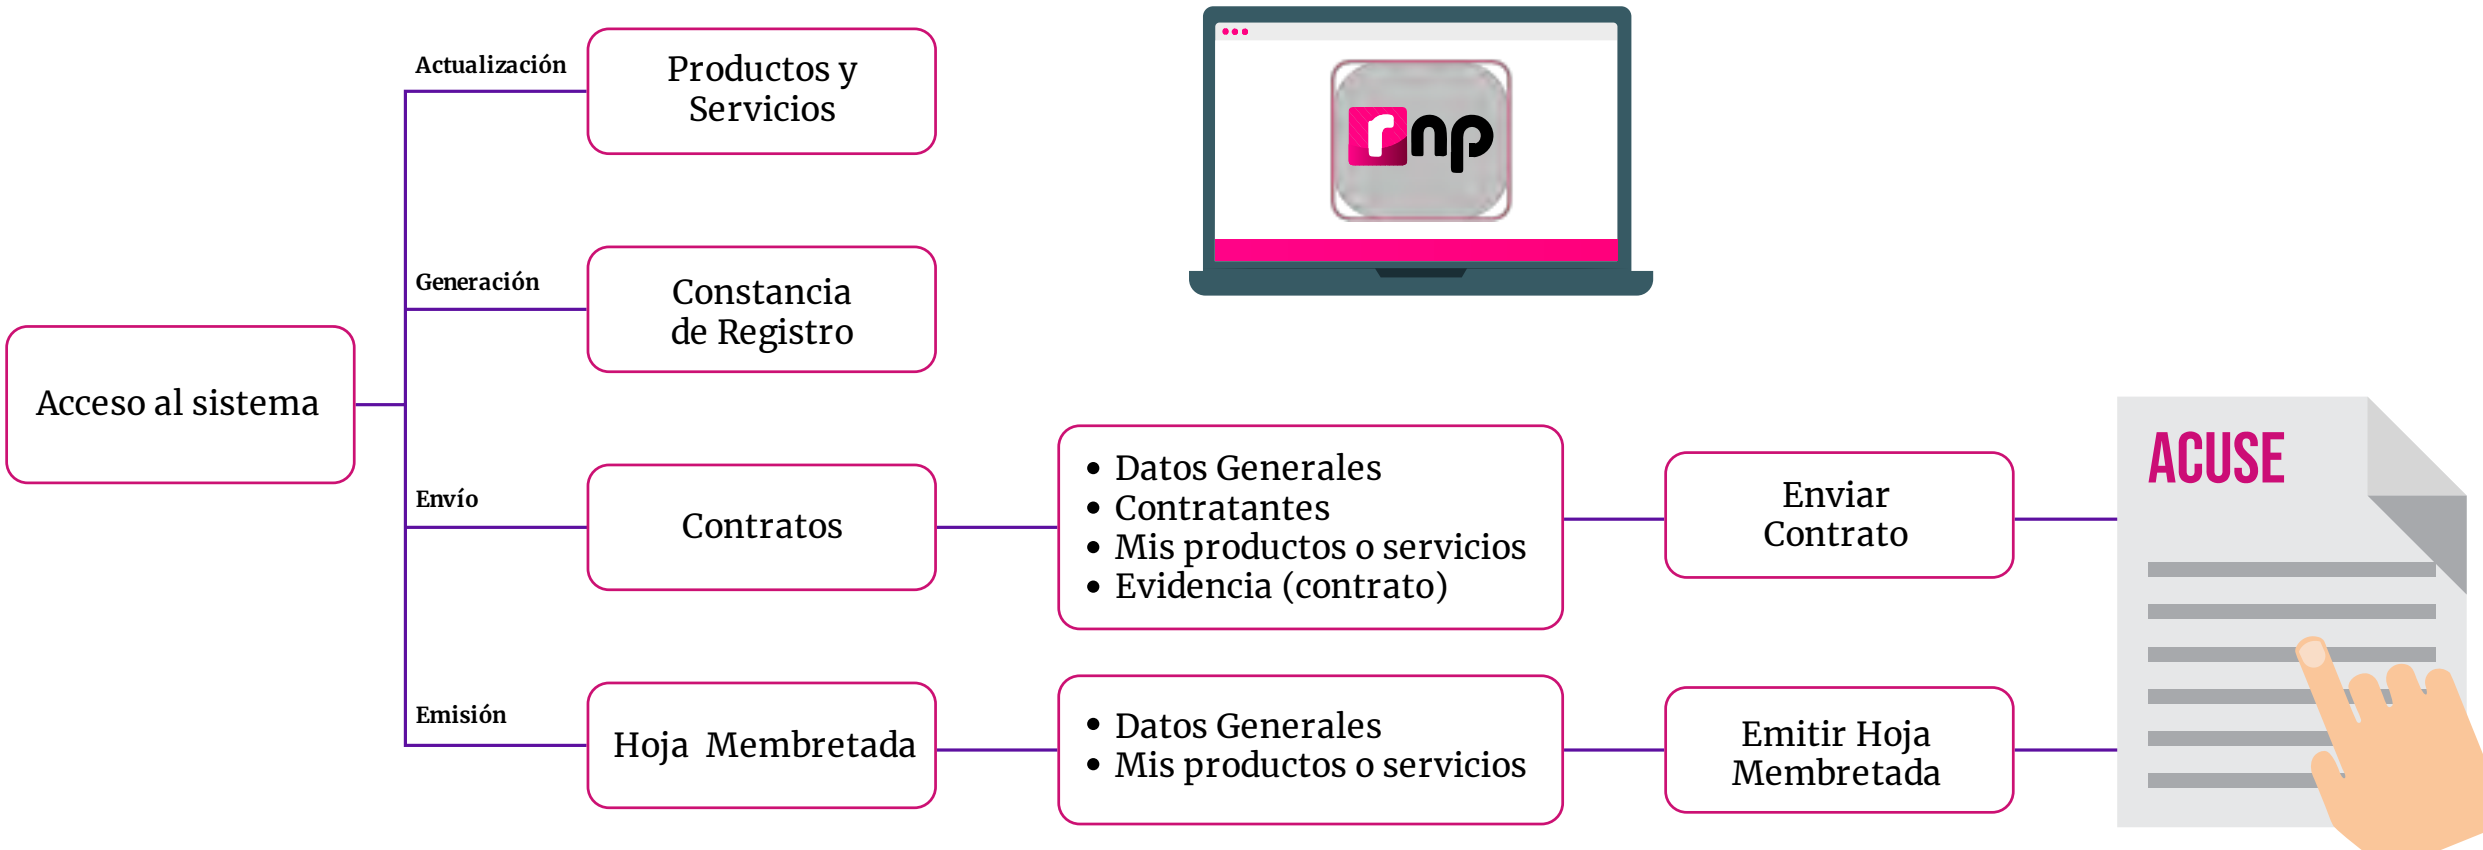 Actualización
Productos y
Servicios
rnp
Generación
Constancia
de Registro
Acceso al sistema
Envío
Contratos
• Datos Generales
• Contratantes
• Mis productos o servicios
• Evidencia (contrato)
Enviar
Contrato
ACUSE
Emisión
Hoja Membretada
• Datos Generales
• Mis productos o servicios
Emitir Hoja
Membretada